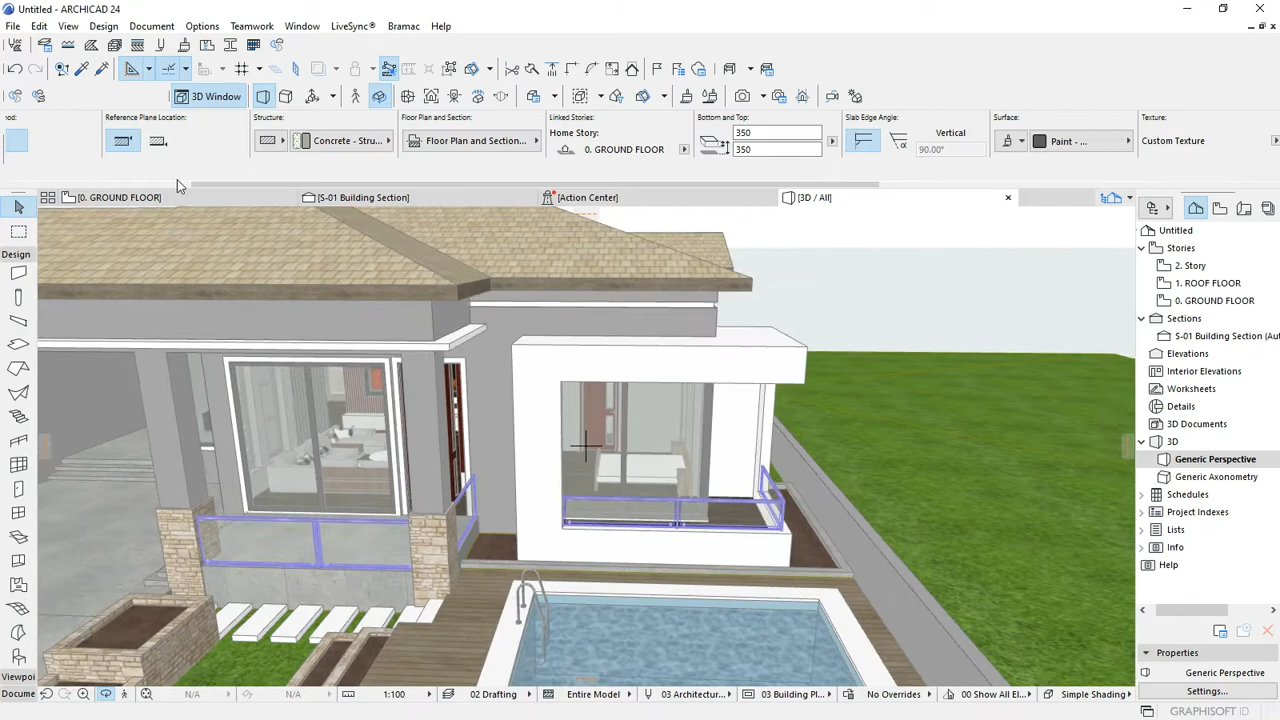 Untitled - ARCHICAD 24
File Edit View Design Document Options Teamwork Window LiveSync® Bramac Help
3D Window
Reference Plane Location: Structure: Floor Plan and Section: Linked Stories: Bottom and Top: Slab Edge Angle: Surface: Texture:
Concrete - Stru... Floor Plan and Section... Home Story: 0. GROUND FLOOR 350 350 Vertical 90.00° Paint - ... Custom Texture
[0. GROUND FLOOR] [S-01 Building Section] [Action Center] [3D / All]
Design
Docume
Untitled
Stories
2. Story
1. ROOF FLOOR
0. GROUND FLOOR
Sections
S-01 Building Section (Au
Elevations
Interior Elevations
Worksheets
Details
3D Documents
3D
Generic Perspective
Generic Axonometry
Schedules
Project Indexes
Lists
Info
Help
Properties
Generic Perspective
Settings...
N/A N/A 1:100 02 Drafting Entire Model 03 Architectur... 03 Building Pl... No Overrides 00 Show All El... Simple Shading
GRAPHISOFT ID